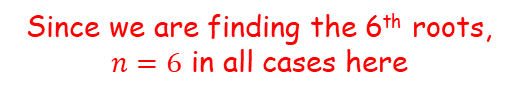 Since we are finding the 6th roots,
n = 6 in all cases here